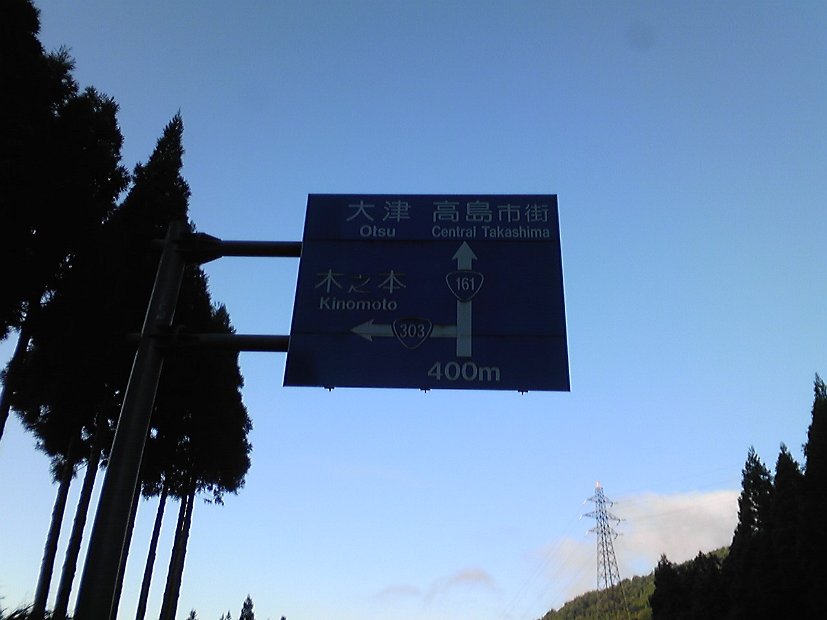 大津 高島市街
Otsu Central Takashima
161
木之本
Kinomoto
303
400m